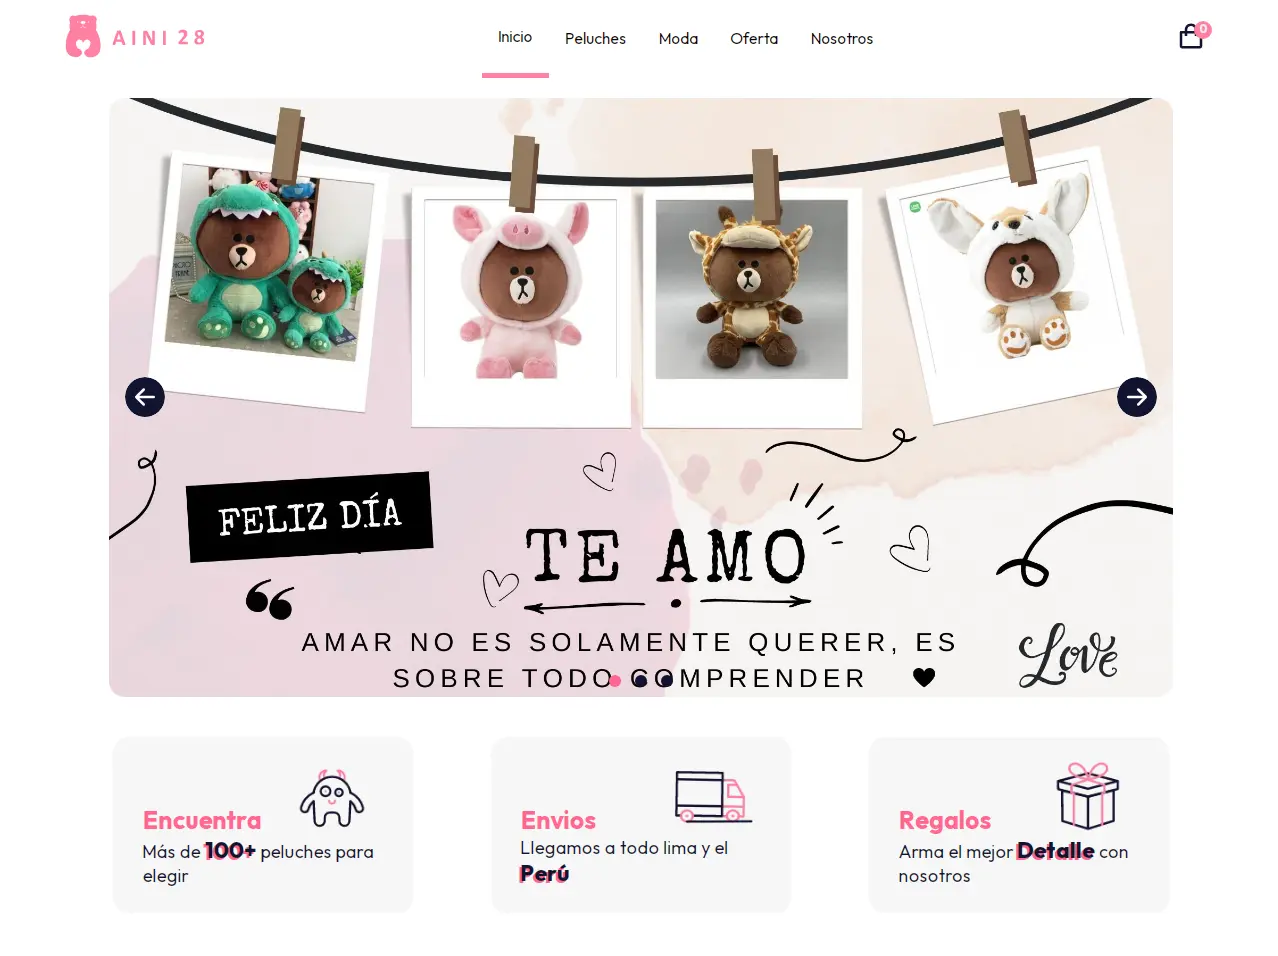 AINI 28
Inicio
Peluches
Moda
Oferta
Nosotros
0
FELIZ DÍA
TE AMO
AMAR NO ES SOLAMENTE QUERER, ES
SOBRE TODO COMPRENDER
Love
Encuentra
Más de 100+ peluches para
elegir
Envios
Llegamos a todo lima y el
Perú
Regalos
Arma el mejor Detalle con
nosotros